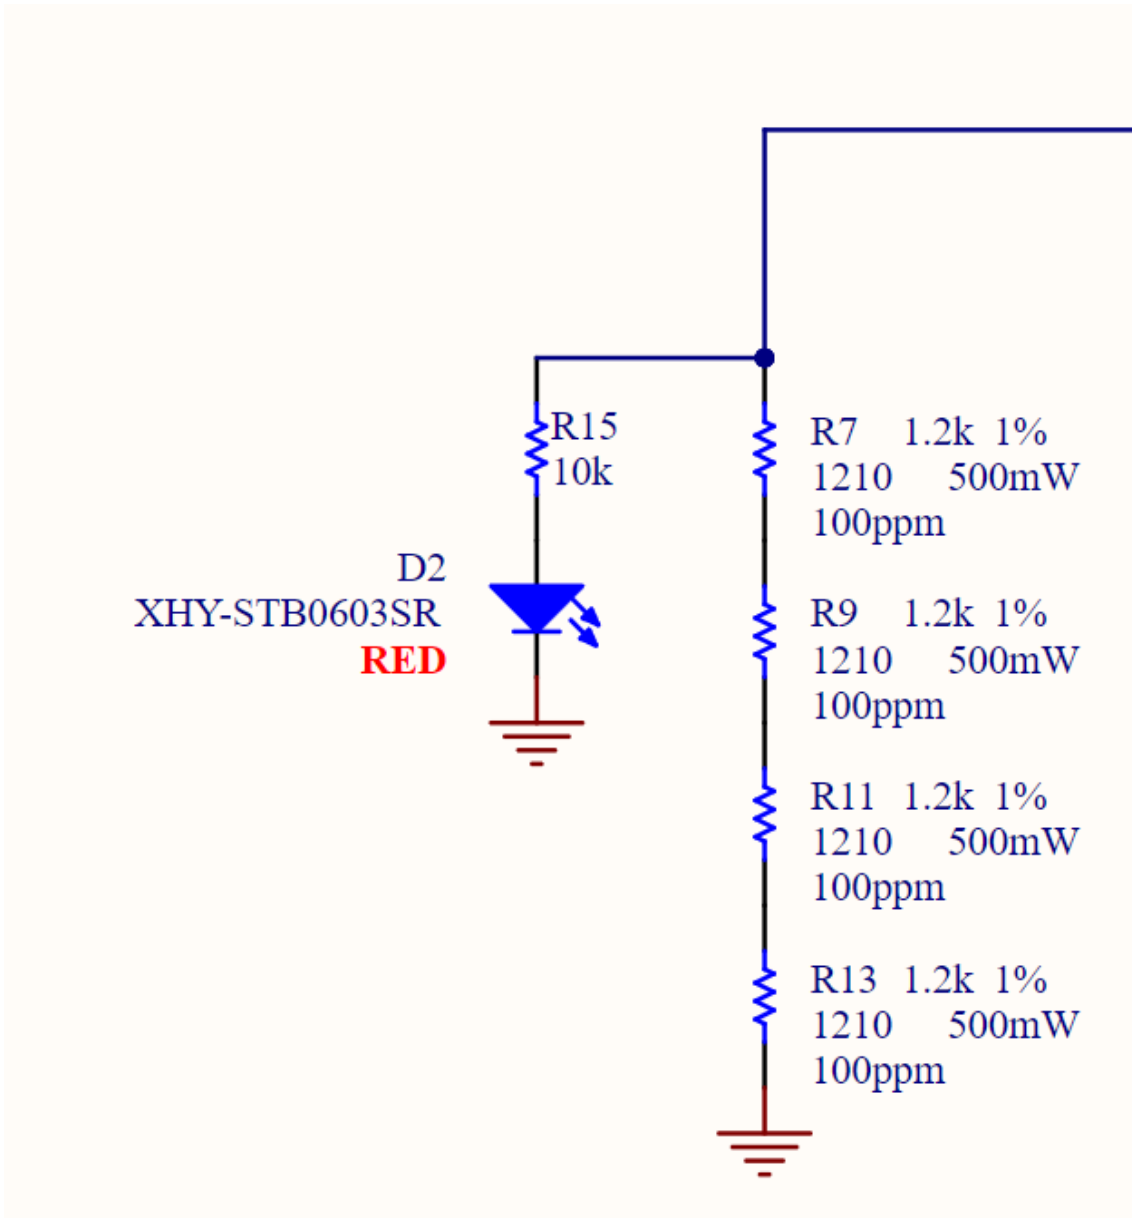 R15
10k
D2
XHY-STB0603SR
RED
R7 1.2k 1%
1210 500mW
100ppm
R9 1.2k 1%
1210 500mW
100ppm
R11 1.2k 1%
1210 500mW
100ppm
R13 1.2k 1%
1210 500mW
100ppm